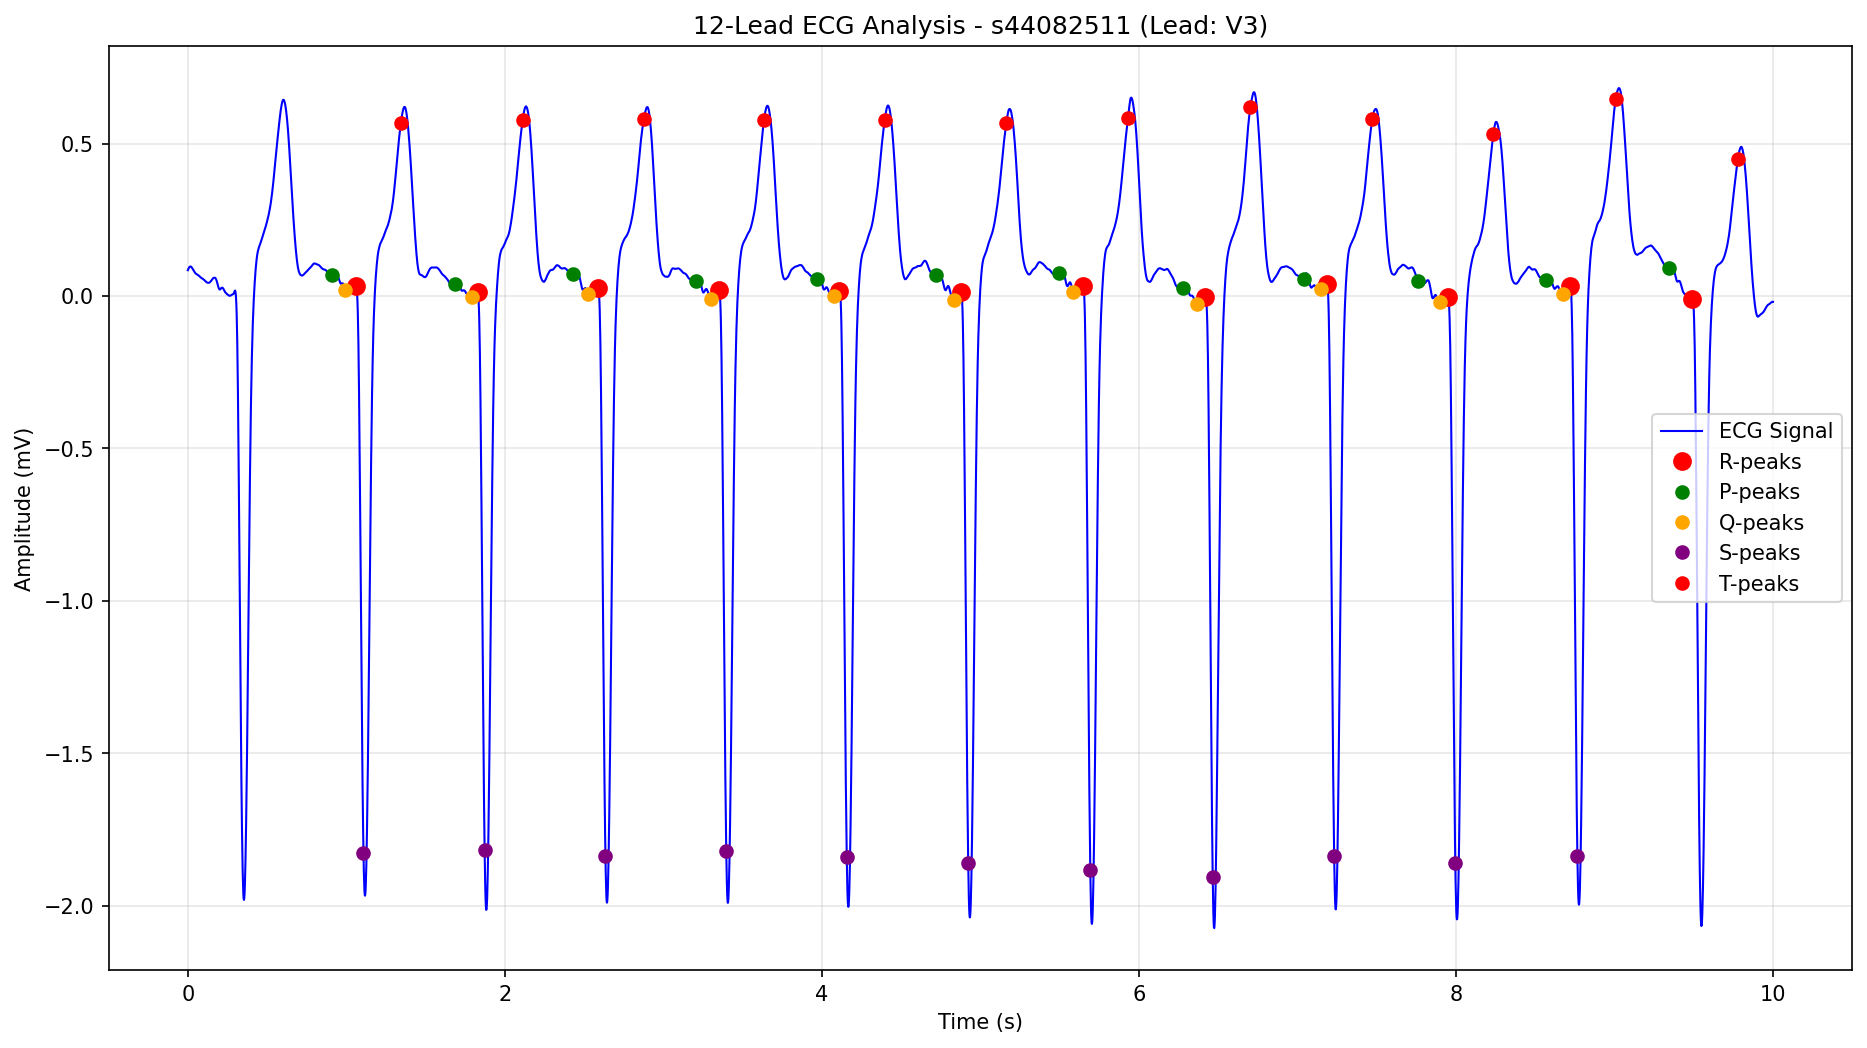 12-Lead ECG Analysis - s44082511 (Lead: V3)
Amplitude (mV)
0.5
0.0
−0.5
−1.0
−1.5
−2.0
ECG Signal
R-peaks
P-peaks
Q-peaks
S-peaks
T-peaks
0 2 4 6 8 10
Time (s)